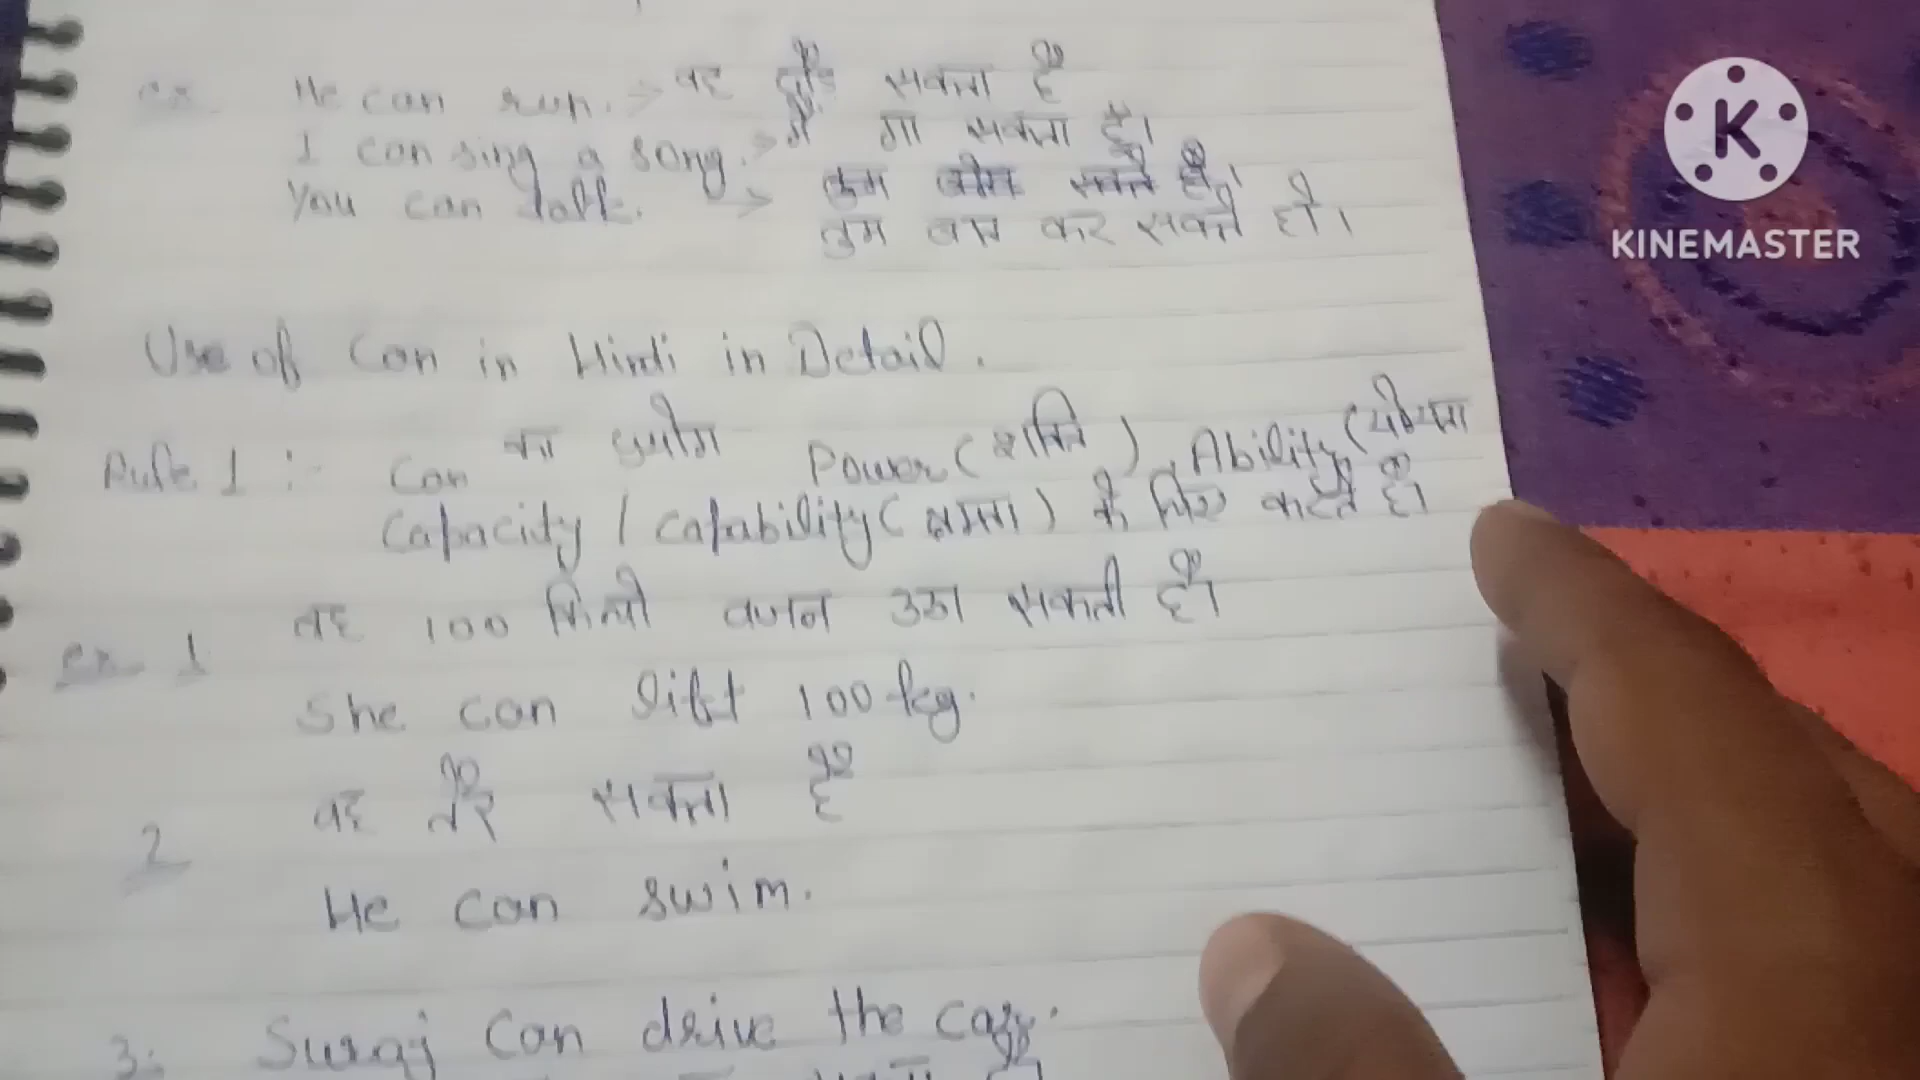 ex He can run. → वह दौड़ सकता है
I can sing a song. → मैं गा सकता हूँ।
You can talk. → तुम बोल सकते हो।
तुम बात कर सकते हो।
Use of Can in Hindi in Detail.
Rule 1 :- Can का प्रयोग Power (शक्ति), Ability (योग्यता
Capacity / Capability (क्षमता) के लिए करते है।
ex 1 वह 100 किलो वजन उठा सकती है।
She can lift 100 kg.
2 वह तैर सकता है
He can swim.
3. Suraj Can drive the car.
K
KINEMASTER